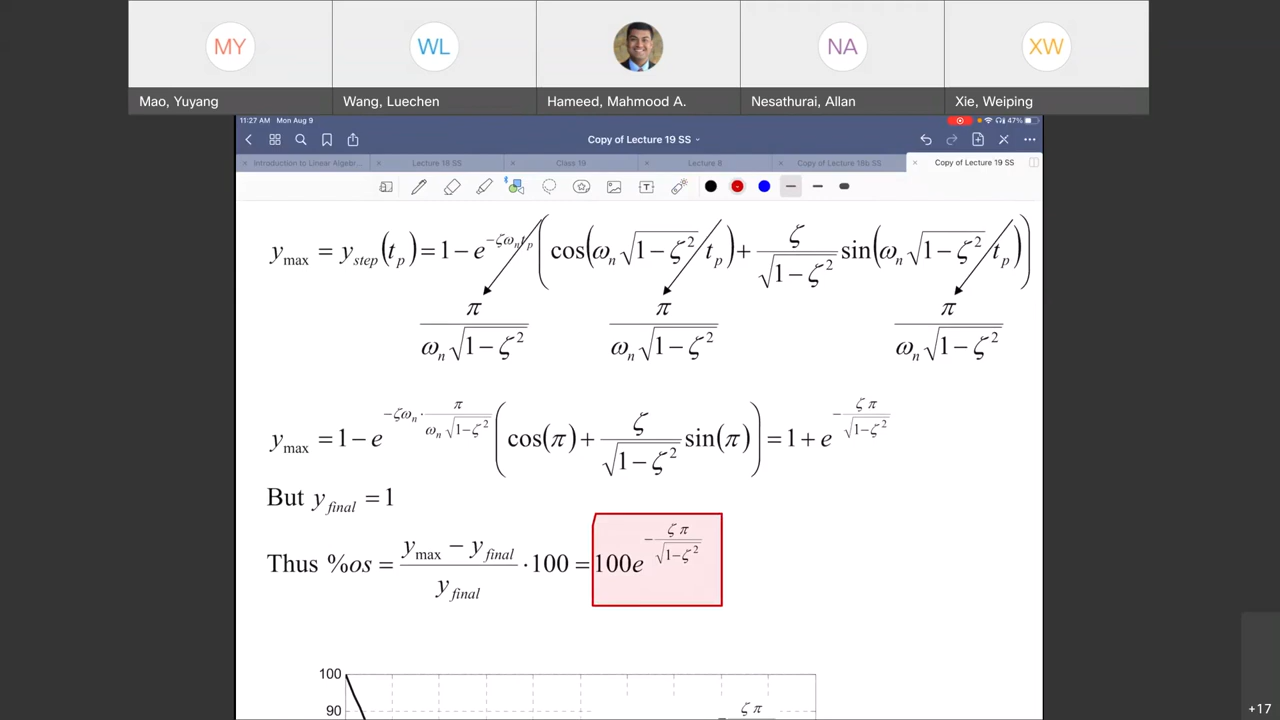 MY WL NA XW
Mao, Yuyang Wang, Luechen Hameed, Mahmood A. Nesathurai, Allan Xie, Weiping
11:27 AM Mon Aug 9 47%
Copy of Lecture 19 SS
Introduction to Linear Algebr... Lecture 18 SS Class 19 Lecture 8 Copy of Lecture 18b SS Copy of Lecture 19 SS
y_max = y_step(t_p) = 1 − e^(−ζω_n t_p) (cos(ω_n √(1 − ζ²) t_p) + ζ/√(1 − ζ²) sin(ω_n √(1 − ζ²) t_p))
π/(ω_n √(1 − ζ²)) π/(ω_n √(1 − ζ²)) π/(ω_n √(1 − ζ²))
y_max = 1 − e^(−ζω_n · π/(ω_n √(1−ζ²))) (cos(π) + ζ/√(1 − ζ²) sin(π)) = 1 + e^(−ζπ/√(1−ζ²))
But y_final = 1
Thus %os = (y_max − y_final)/y_final · 100 = 100e^(−ζπ/√(1−ζ²))
100
90 ζ π
+17